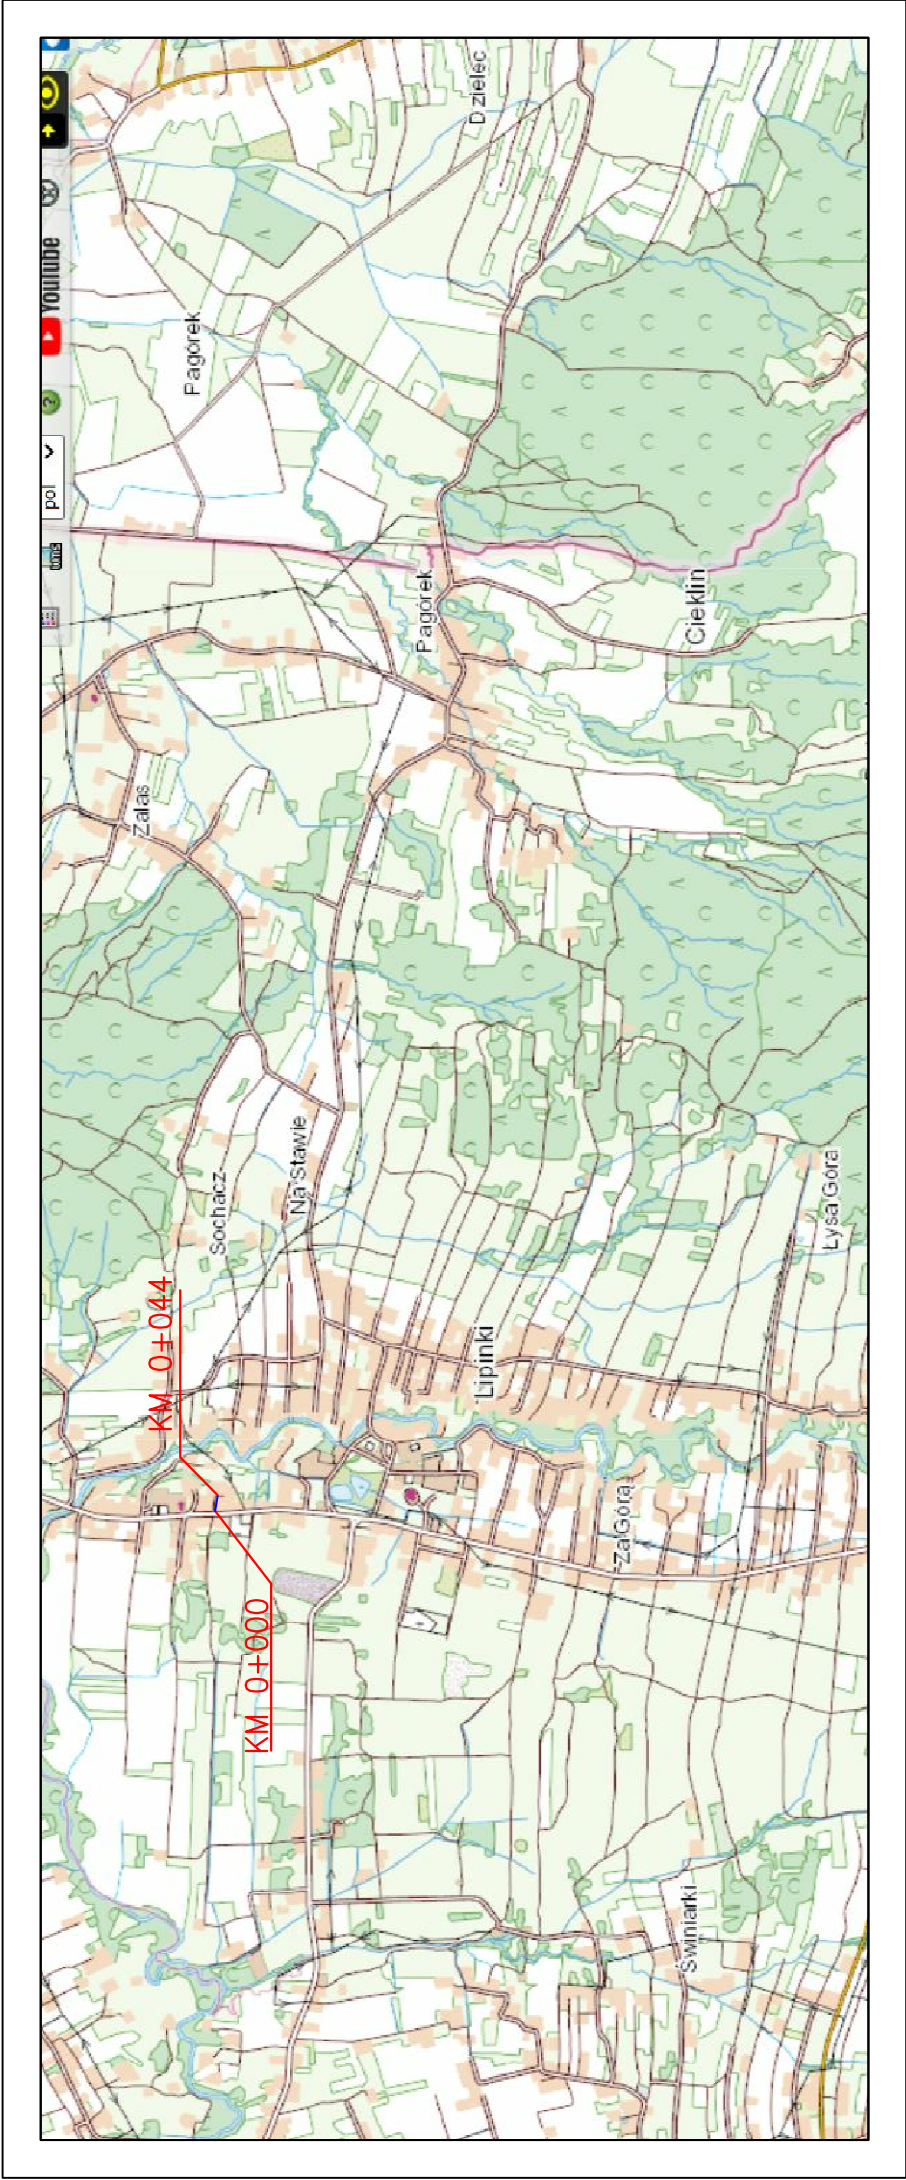 YouTube
?
pol
Dzielec
Pagórek
Pagórek
Cieklin
Zalas
Na Stawie
Sochacz
Łysa Góra
KM 0+044
Lipinki
Za Górą
KM 0+000
Świniarki